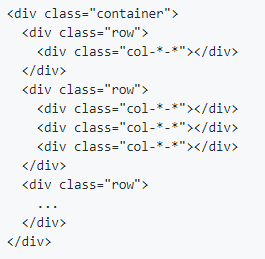 <div class="container">
  <div class="row">
    <div class="col-*-*"></div>
  </div>
  <div class="row">
    <div class="col-*-*"></div>
    <div class="col-*-*"></div>
    <div class="col-*-*"></div>
  </div>
  <div class="row">
    ...
  </div>
</div>